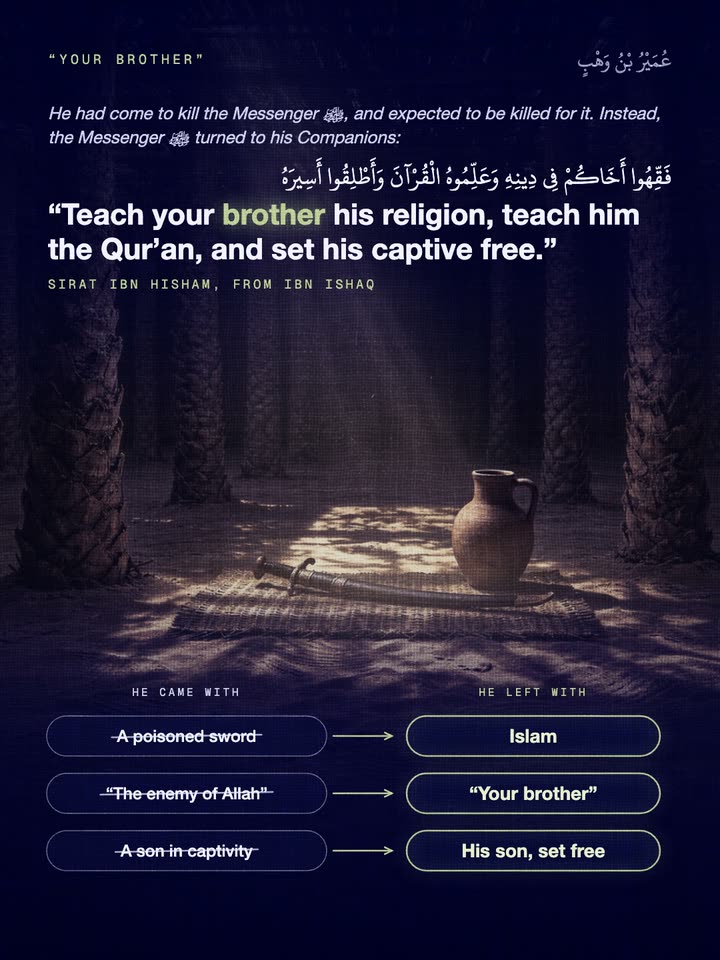 “YOUR BROTHER”
عُمَيْرُ بْنُ وَهْبٍ
He had come to kill the Messenger ﷺ, and expected to be killed for it. Instead,
the Messenger ﷺ turned to his Companions:
فَقِّهُوا أَخَاكُمْ فِي دِينِهِ وَعَلِّمُوهُ الْقُرْآنَ وَأَطْلِقُوا أَسِيرَهُ
“Teach your brother his religion, teach him
the Qur’an, and set his captive free.”
SIRAT IBN HISHAM, FROM IBN ISHAQ
HE CAME WITH
HE LEFT WITH
A poisoned sword
Islam
“The enemy of Allah”
“Your brother”
A son in captivity
His son, set free